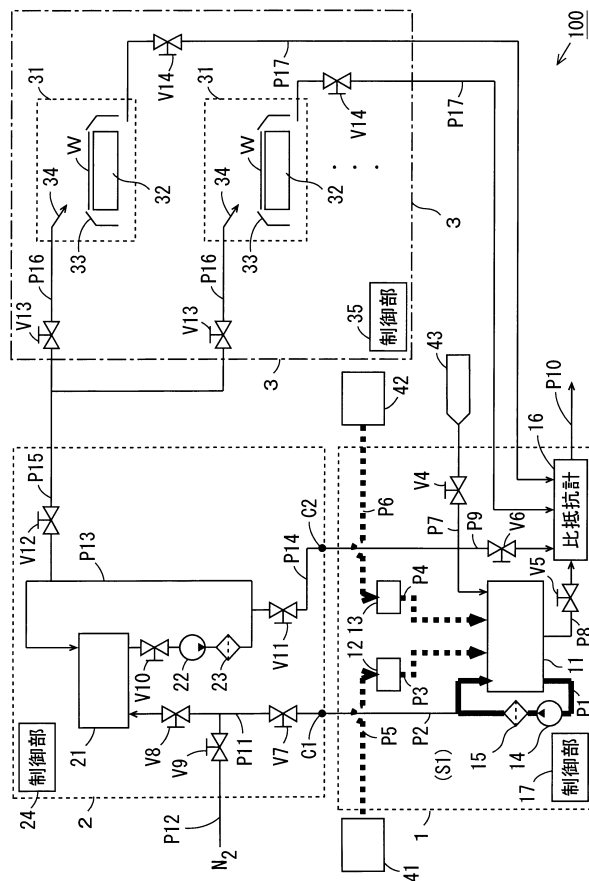 24
制御部
2
P12
N2
V9
V8
21
P11
V7
C1
P5
41
V10
22
23
V12
P13
P15
V11
P14
C2
V13
V13
P16
P16
3
34
34
33
33
31
31
W
W
32
32
V14
V14
P17
P17
35
制御部
3
42
P6
43
V4
P7
P9
V6
P4
13
12
P3
P2
(S1)
15
14
P1
11
P8
V5
17
制御部
1
比抵抗計
16
P10
100